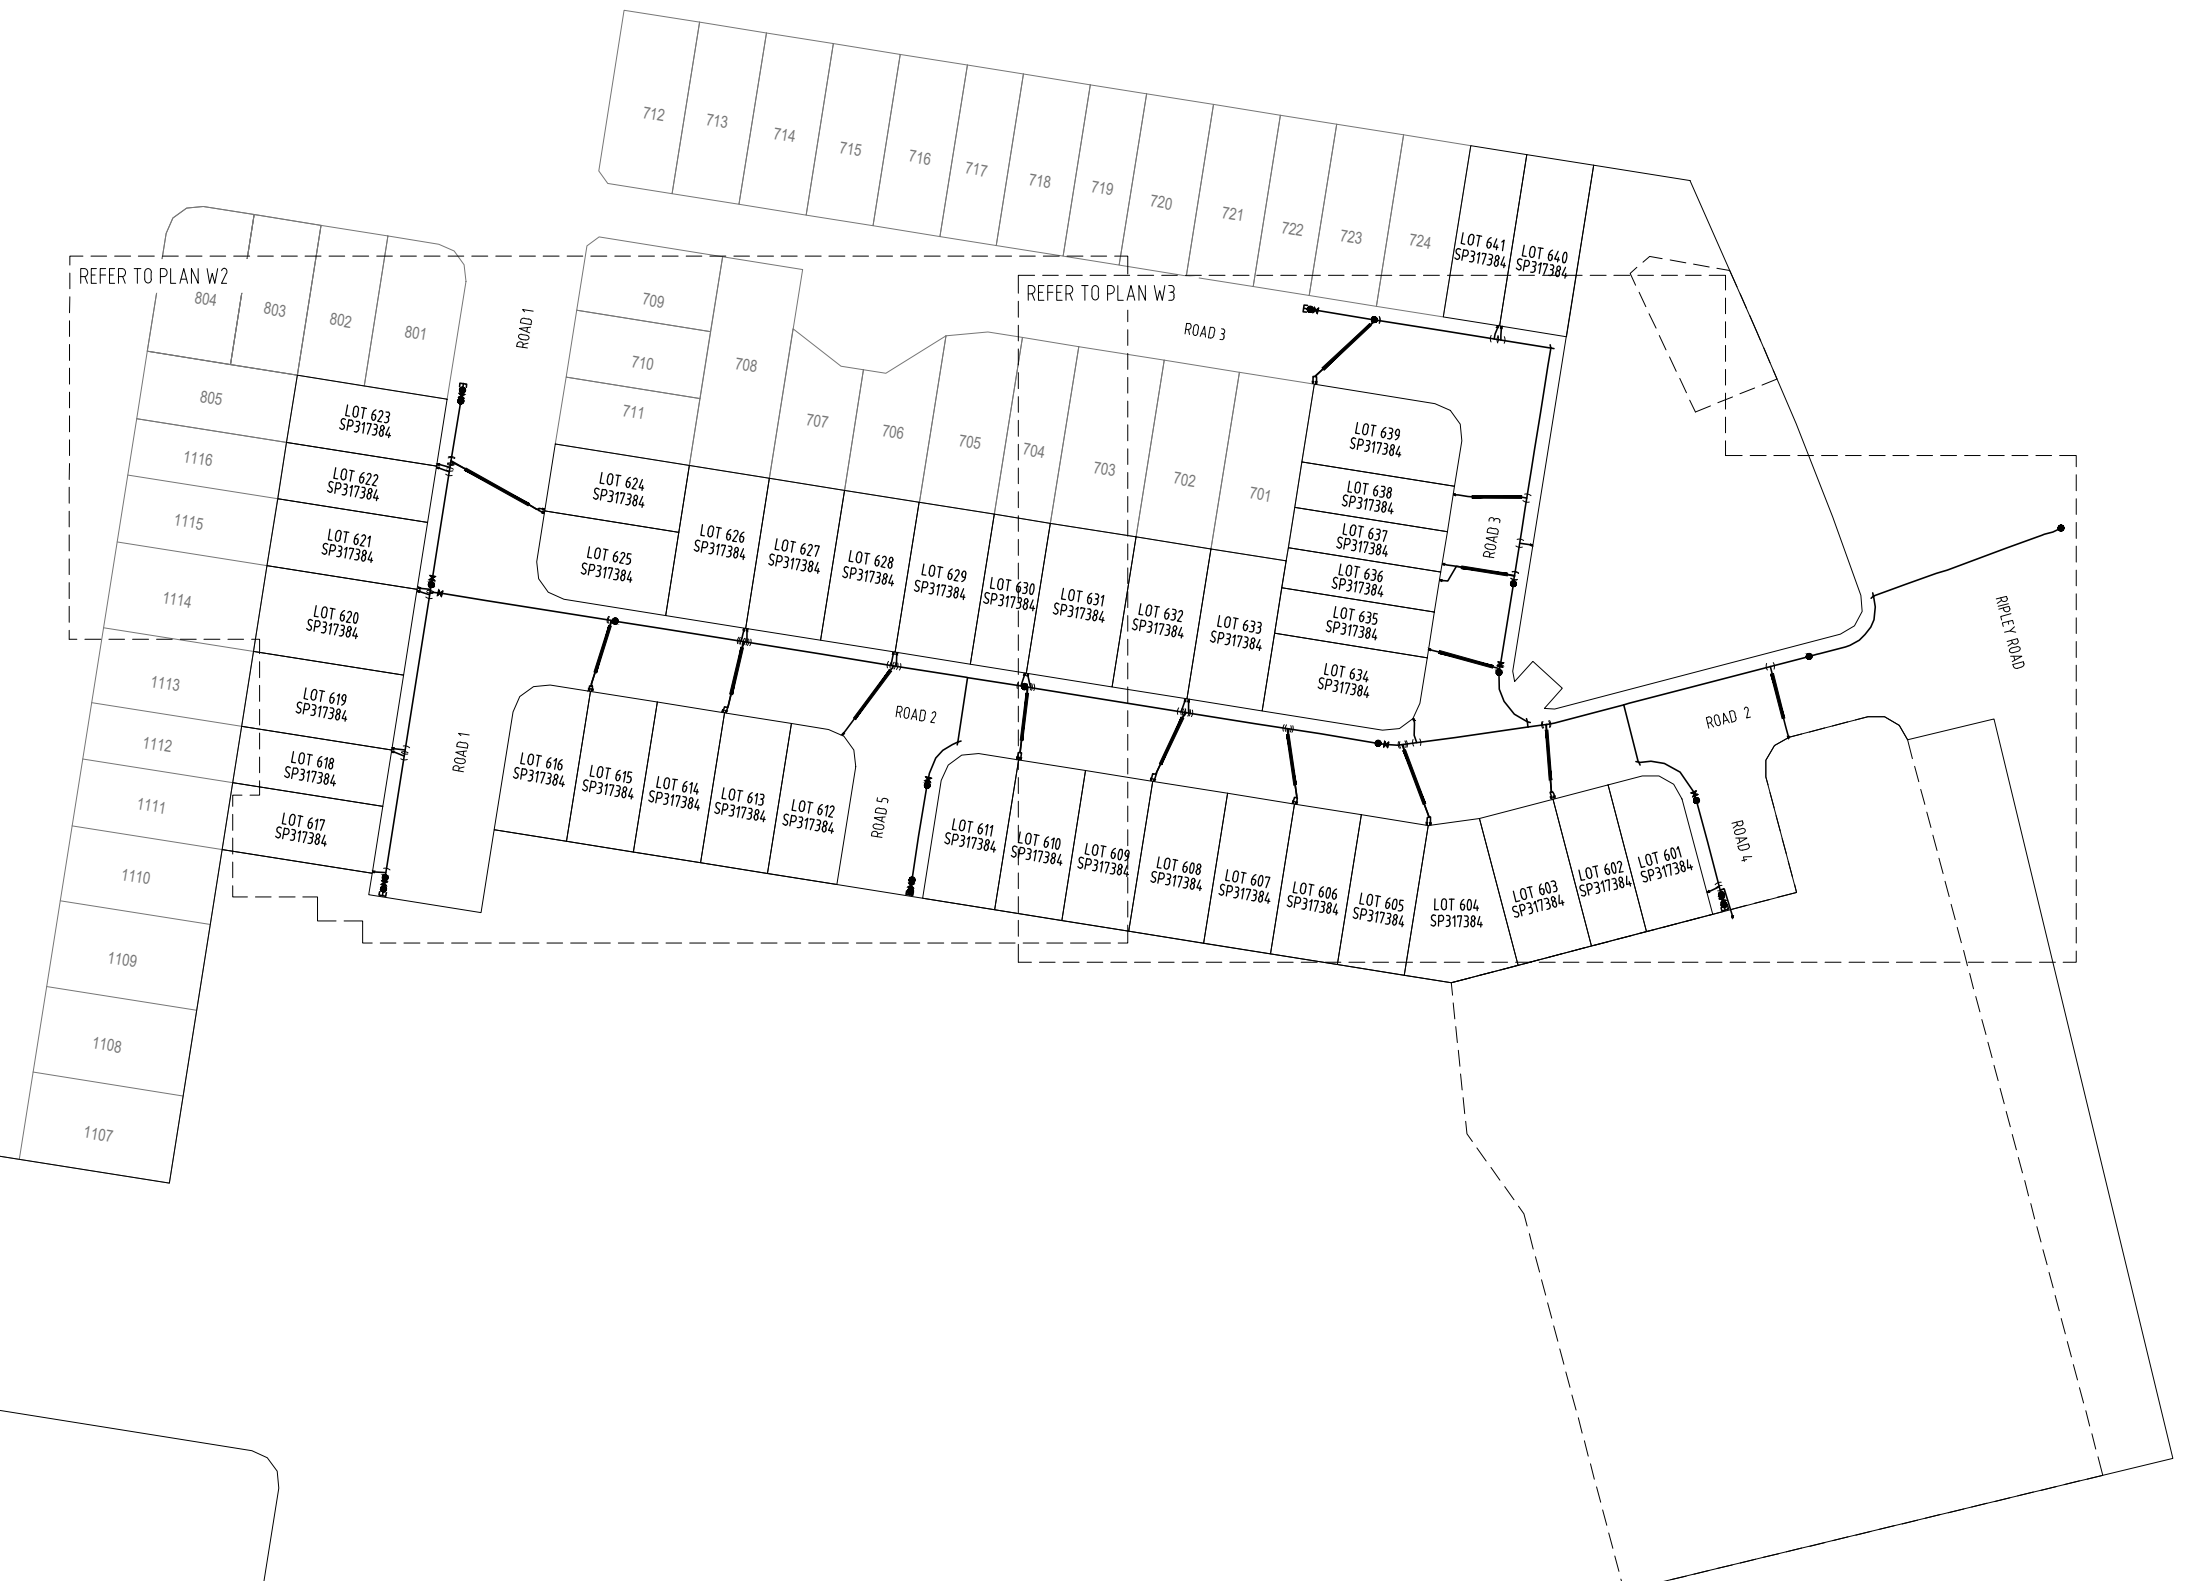 712
713
714
715
716
717
718
719
720
721
722
723
724
LOT 641
SP317384
LOT 640
SP317384
REFER TO PLAN W2
REFER TO PLAN W3
804
803
802
801
ROAD 1
709
710
711
708
707
706
705
704
703
702
701
ROAD 3
805
1116
1115
1114
1113
1112
1111
1110
1109
1108
1107
LOT 623
SP317384
LOT 622
SP317384
LOT 621
SP317384
LOT 620
SP317384
LOT 619
SP317384
LOT 618
SP317384
LOT 617
SP317384
LOT 624
SP317384
LOT 625
SP317384
LOT 626
SP317384
LOT 627
SP317384
LOT 628
SP317384
LOT 629
SP317384
LOT 630
SP317384
LOT 631
SP317384
LOT 632
SP317384
LOT 633
SP317384
LOT 639
SP317384
LOT 638
SP317384
LOT 637
SP317384
LOT 636
SP317384
LOT 635
SP317384
LOT 634
SP317384
ROAD 3
RIPLEY ROAD
ROAD 2
ROAD 2
ROAD 1
ROAD 5
ROAD 4
LOT 616
SP317384
LOT 615
SP317384
LOT 614
SP317384
LOT 613
SP317384
LOT 612
SP317384
LOT 611
SP317384
LOT 610
SP317384
LOT 609
SP317384
LOT 608
SP317384
LOT 607
SP317384
LOT 606
SP317384
LOT 605
SP317384
LOT 604
SP317384
LOT 603
SP317384
LOT 602
SP317384
LOT 601
SP317384